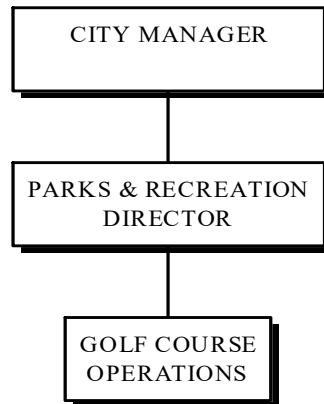 CITY MANAGER
PARKS & RECREATION
DIRECTOR
GOLF COURSE
OPERATIONS